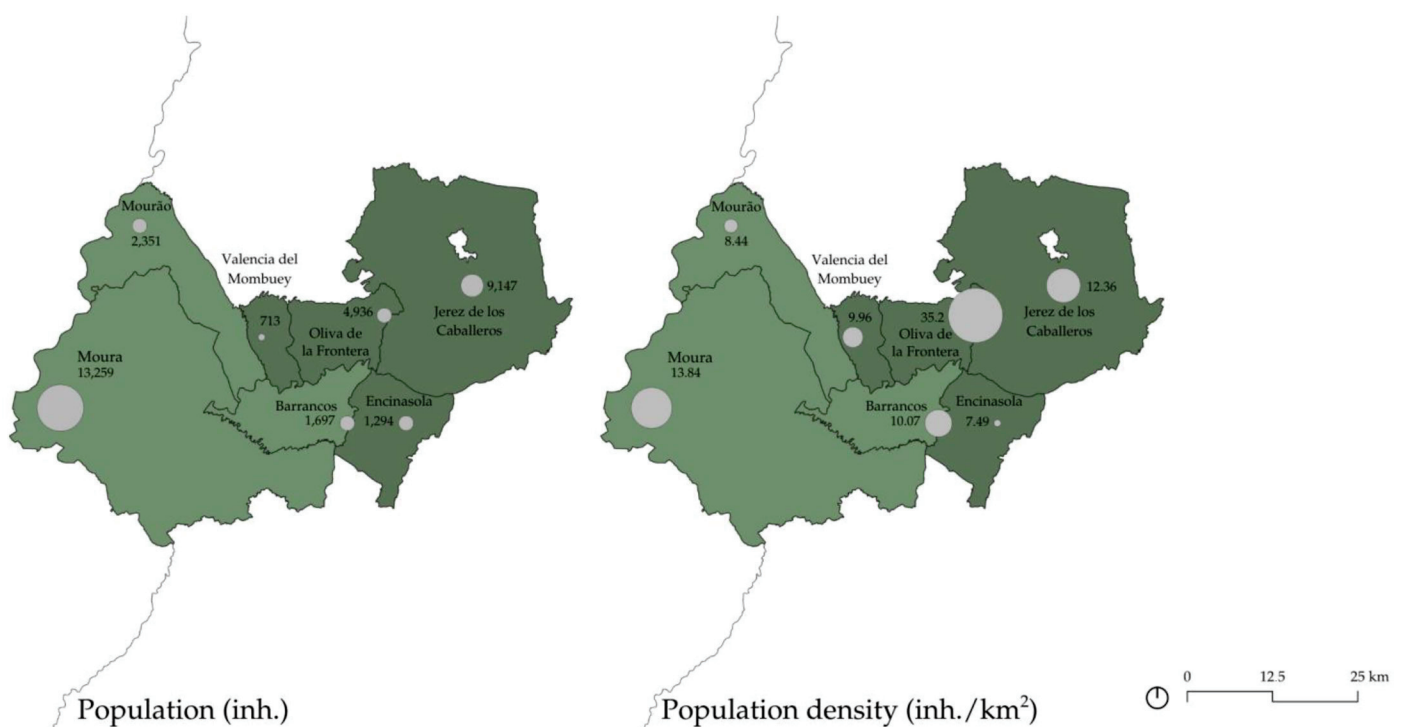 Mourão
2,351
Valencia del
Mombuey
713
4,936
Oliva de
la Frontera
9,147
Jerez de los
Caballeros
Moura
13,259
Barrancos
1,697
Encinasola
1,294
Population (inh.)
Mourão
8.44
Valencia del
Mombuey
9.96
35.2
Oliva de
la Frontera
12.36
Jerez de los
Caballeros
Moura
13.84
Barrancos
10.07
Encinasola
7.49
Population density (inh./km²)
0 12.5 25 km